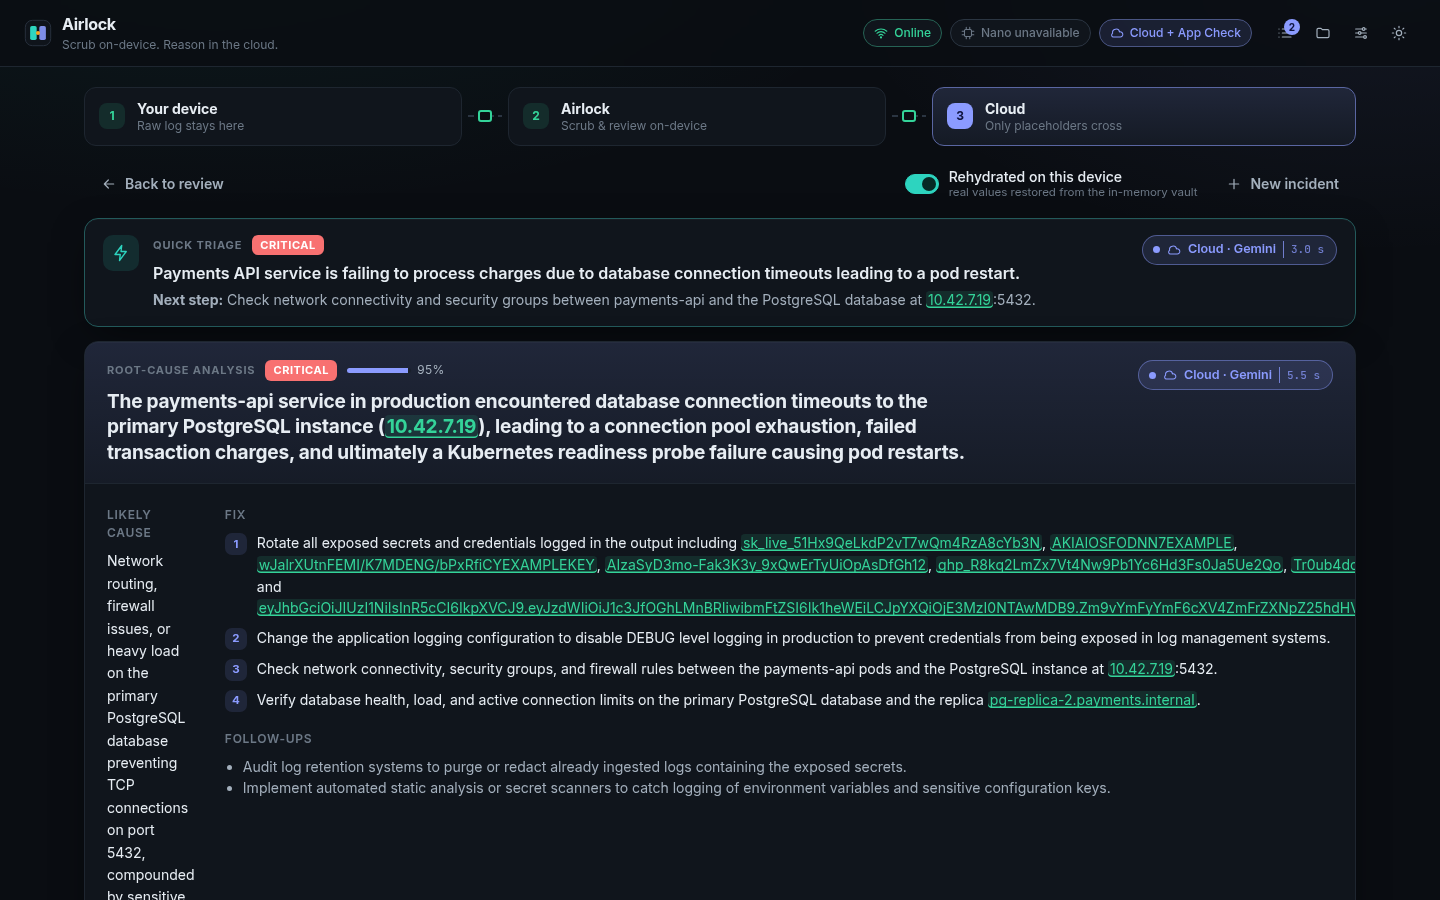 Airlock
Scrub on-device. Reason in the cloud.
Online
Nano unavailable
Cloud + App Check
2
1
Your device
Raw log stays here
2
Airlock
Scrub & review on-device
3
Cloud
Only placeholders cross
Back to review
Rehydrated on this device
real values restored from the in-memory vault
New incident
QUICK TRIAGE CRITICAL
Cloud · Gemini 3.0 s
Payments API service is failing to process charges due to database connection timeouts leading to a pod restart.
Next step: Check network connectivity and security groups between payments-api and the PostgreSQL database at 10.42.7.19:5432.
ROOT-CAUSE ANALYSIS CRITICAL 95%
Cloud · Gemini 5.5 s
The payments-api service in production encountered database connection timeouts to the
primary PostgreSQL instance (10.42.7.19), leading to a connection pool exhaustion, failed
transaction charges, and ultimately a Kubernetes readiness probe failure causing pod restarts.
LIKELY
CAUSE
Network
routing,
firewall
issues, or
heavy load
on the
primary
PostgreSQL
database
preventing
TCP
connections
on port
5432,
compounded
by sensitive
FIX
1
Rotate all exposed secrets and credentials logged in the output including sk_live_51Hx9QeLkdP2vT7wQm4RzA8cYb3N, AKIAIOSFODNN7EXAMPLE,
wJalrXUtnFEMI/K7MDENG/bPxRfiCYEXAMPLEKEY, AIzaSyD3mo-Fak3K3y_9xQwErTyUiOpAsDfGh12, ghp_R8kq2LmZx7Vt4Nw9Pb1Yc6Hd3Fs0Ja5Ue2Qo,
and
2
Change the application logging configuration to disable DEBUG level logging in production to prevent credentials from being exposed in log management systems.
3
Check network connectivity, security groups, and firewall rules between the payments-api pods and the PostgreSQL instance at 10.42.7.19:5432.
4
Verify database health, load, and active connection limits on the primary PostgreSQL database and the replica pg-replica-2.payments.internal.
FOLLOW-UPS
• Audit log retention systems to purge or redact already ingested logs containing the exposed secrets.
• Implement automated static analysis or secret scanners to catch logging of environment variables and sensitive configuration keys.